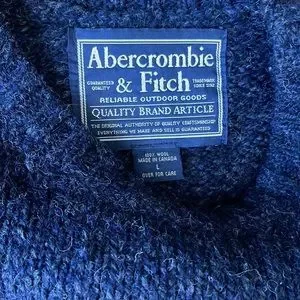 Abercrombie
GUARANTEED
QUALITY
& Fitch
TRADEMARK
SINCE 1892
RELIABLE OUTDOOR GOODS
QUALITY BRAND ARTICLE
THE ORIGINAL AUTHORITY OF QUALITY CRAFTSMANSHIP
EVERYTHING WE MAKE AND SELL IS GUARANTEED
100% WOOL
MADE IN CANADA
L
OVER FOR CARE